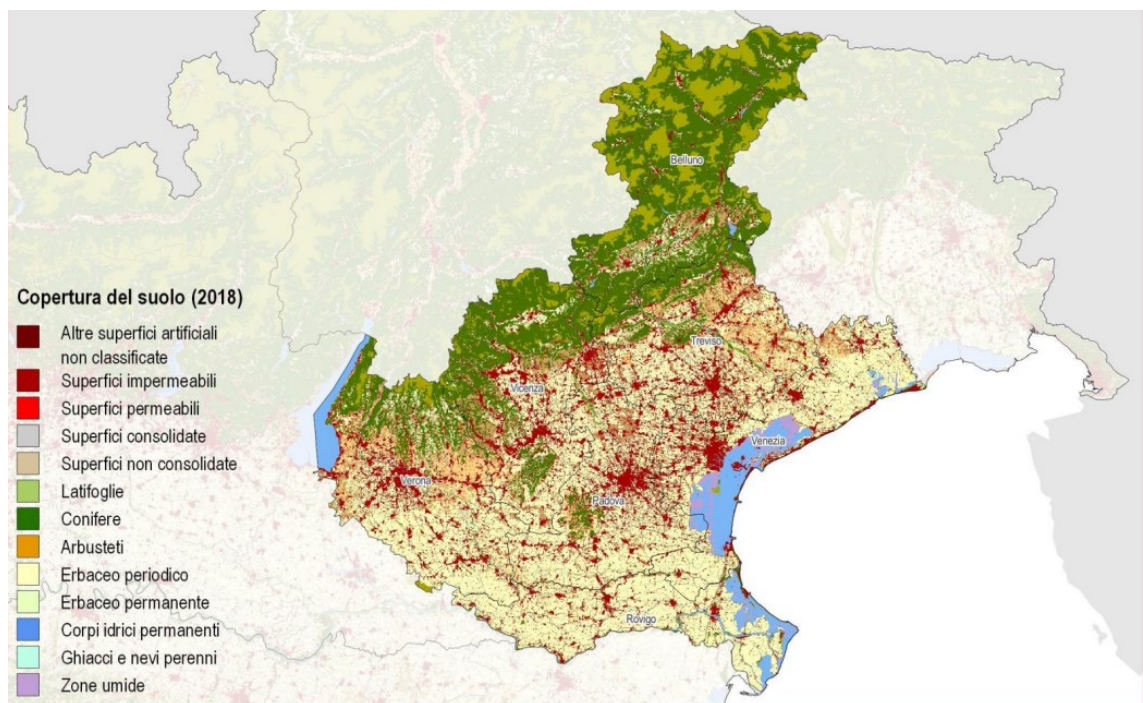 Belluno
Copertura del suolo (2018)
Altre superfici artificiali
non classificate
Superfici impermeabili
Superfici permeabili
Superfici consolidate
Superfici non consolidate
Latifoglie
Conifere
Arbusteti
Erbaceo periodico
Erbaceo permanente
Corpi idrici permanenti
Ghiacci e nevi perenni
Zone umide
Treviso
Vicenza
Venezia
Verona
Padova
Rovigo